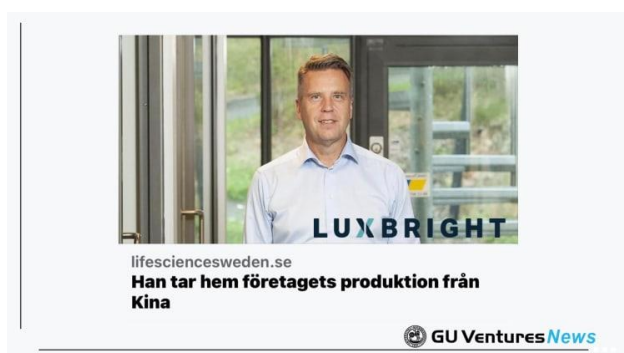 LUXBRIGHT
lifesciencesweden.se
Han tar hem företagets produktion från
Kina
GU VenturesNews